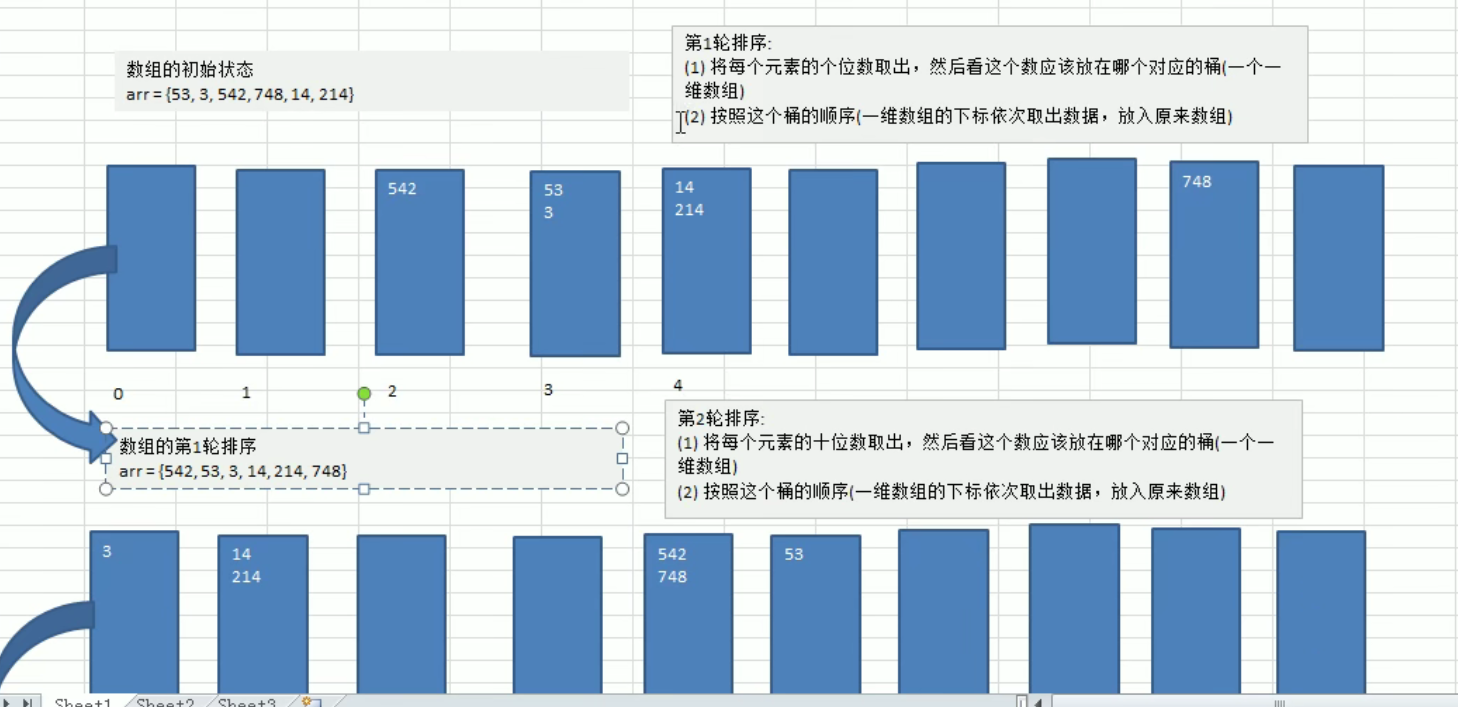 数组的初始状态
arr = {53, 3, 542, 748, 14, 214}
第1轮排序:
(1) 将每个元素的个位数取出，然后看这个数应该放在哪个对应的桶(一个一
维数组)
(2) 按照这个桶的顺序(一维数组的下标依次取出数据，放入原来数组)
542
53
3
14
214
748
0
1
2
3
4
数组的第1轮排序
arr = {542, 53, 3, 14, 214, 748}
第2轮排序:
(1) 将每个元素的十位数取出，然后看这个数应该放在哪个对应的桶(一个一
维数组)
(2) 按照这个桶的顺序(一维数组的下标依次取出数据，放入原来数组)
3
14
214
542
748
53
Sheet1
Sheet2
Sheet3